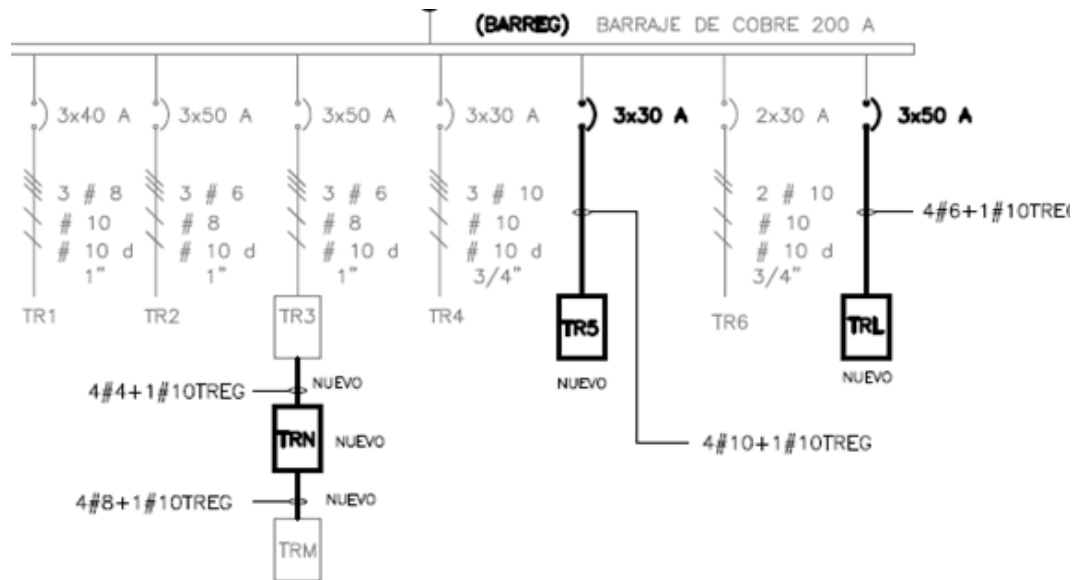 (BARREG) BARRAJE DE COBRE 200 A
3x40 A 3x50 A 3x50 A 3x30 A 3x30 A 2x30 A 3x50 A
3 # 8
# 10
# 10 d
1”
3 # 6
# 8
# 10 d
1”
3 # 6
# 8
# 10 d
1”
3 # 10
# 10
# 10 d
3/4”
2 # 10
# 10
# 10 d
3/4”
4#6+1#10TREG
TR1 TR2 TR3 TR4 TR5 TR6 TRL
NUEVO NUEVO
4#4+1#10TREG NUEVO
TRN NUEVO
4#10+1#10TREG
4#8+1#10TREG NUEVO
TRM